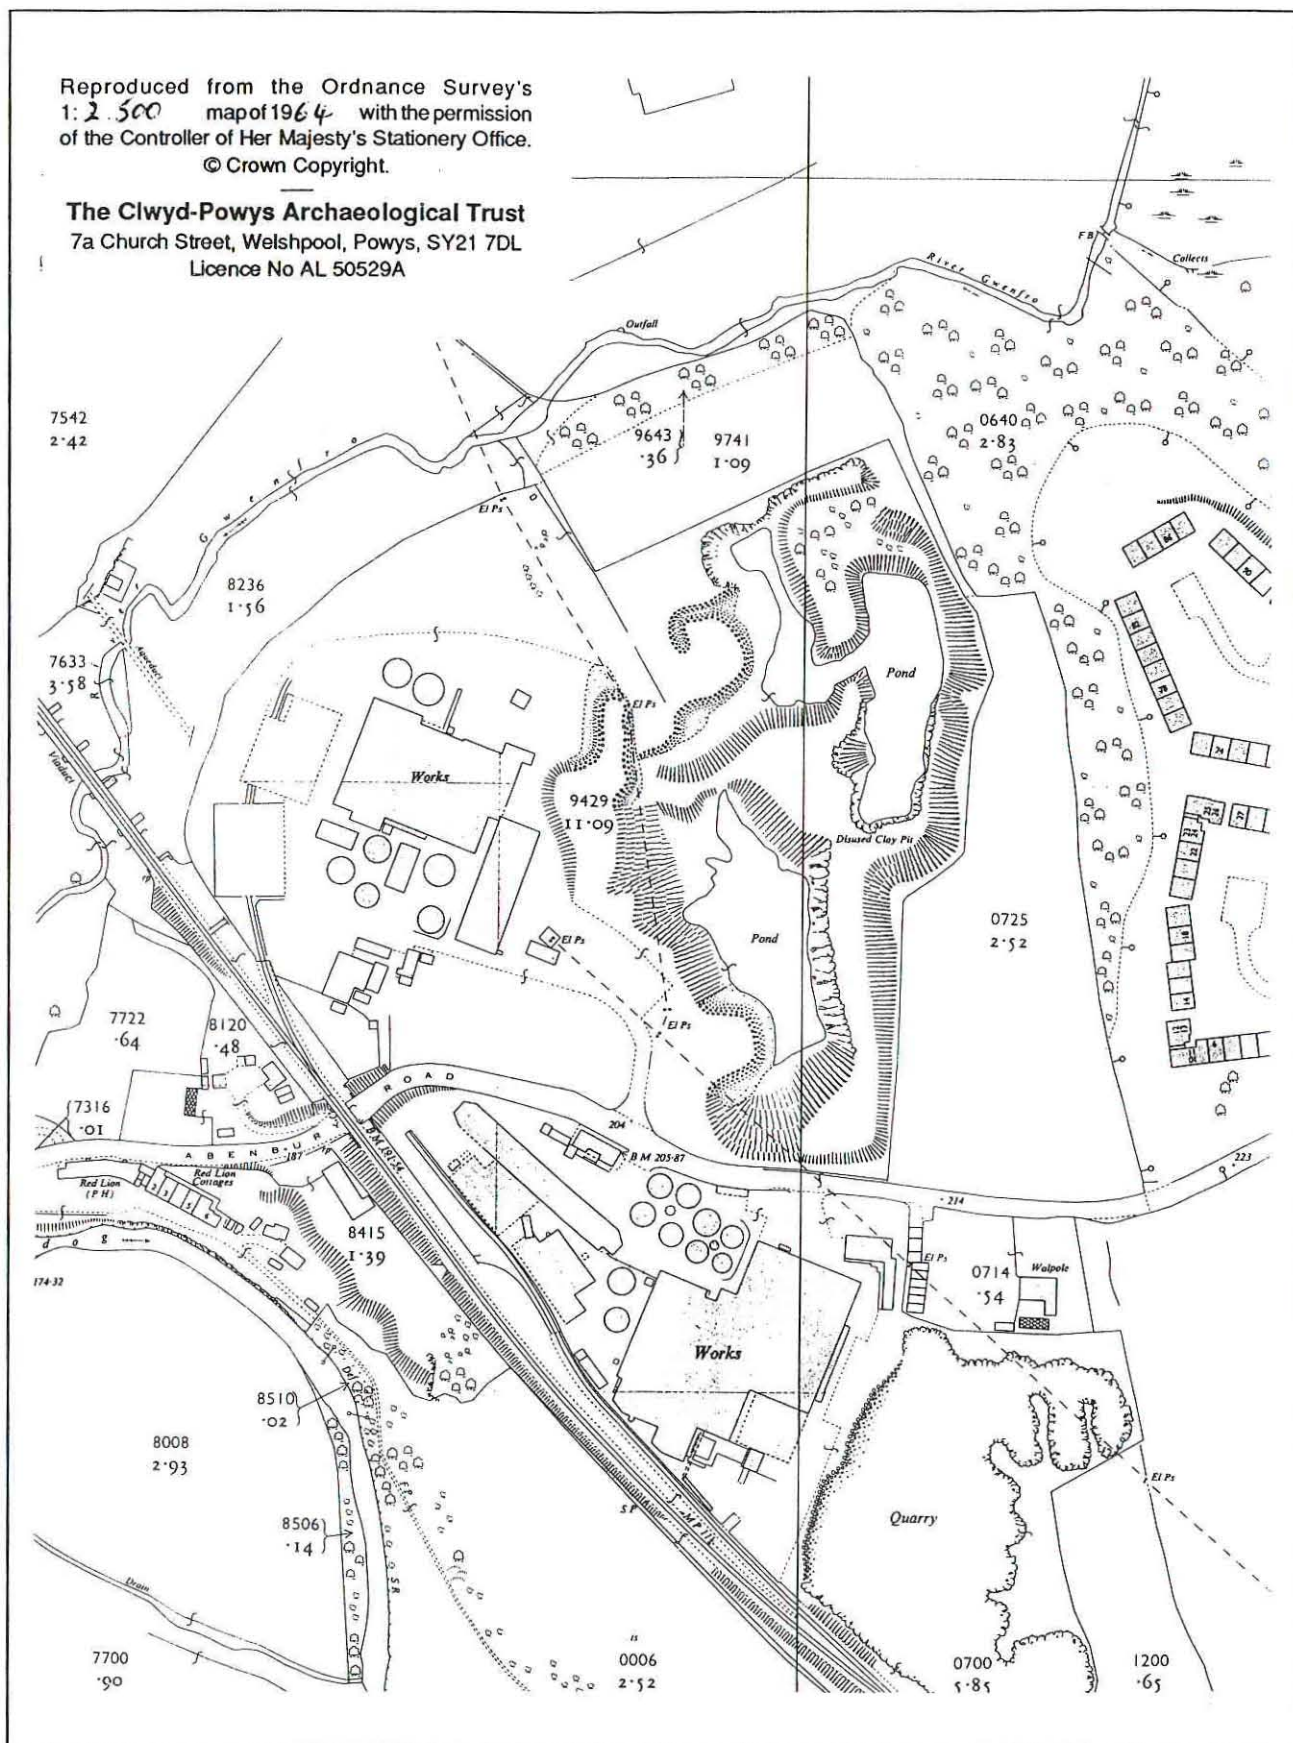 Reproduced from the Ordnance Survey's
1: 2.500 map of 1964 with the permission
of the Controller of Her Majesty's Stationery Office.
© Crown Copyright.
The Clwyd-Powys Archaeological Trust
7a Church Street, Welshpool, Powys, SY21 7DL
Licence No AL 50529A
FB
Collects
River Gwenfro
Outfall
7542
2·42
9643
·36
9741
1·09
0640
2·83
Gwenfro
El Ps
8236
1·56
7633
3·58
Aqueduct
Viaduct
Pond
El Ps
Works
9429
11·09
Disused Clay Pit
0725
2·52
El Ps
Pond
7722
·64
8120
·48
El Ps
7316
·01
ABENBURY ROAD
204
BM 191·54
187
BM 205·87
223
Red Lion
(PH)
Red Lion
Cottages
214
8415
1·39
El Ps
0714
·54
Walpole
174·32
Works
8510
·02
8008
2·93
El Ps
SP
MP
Quarry
8506
·14
FP
SR
Drain
7700
·90
0006
2·52
0700
5·85
1200
·65